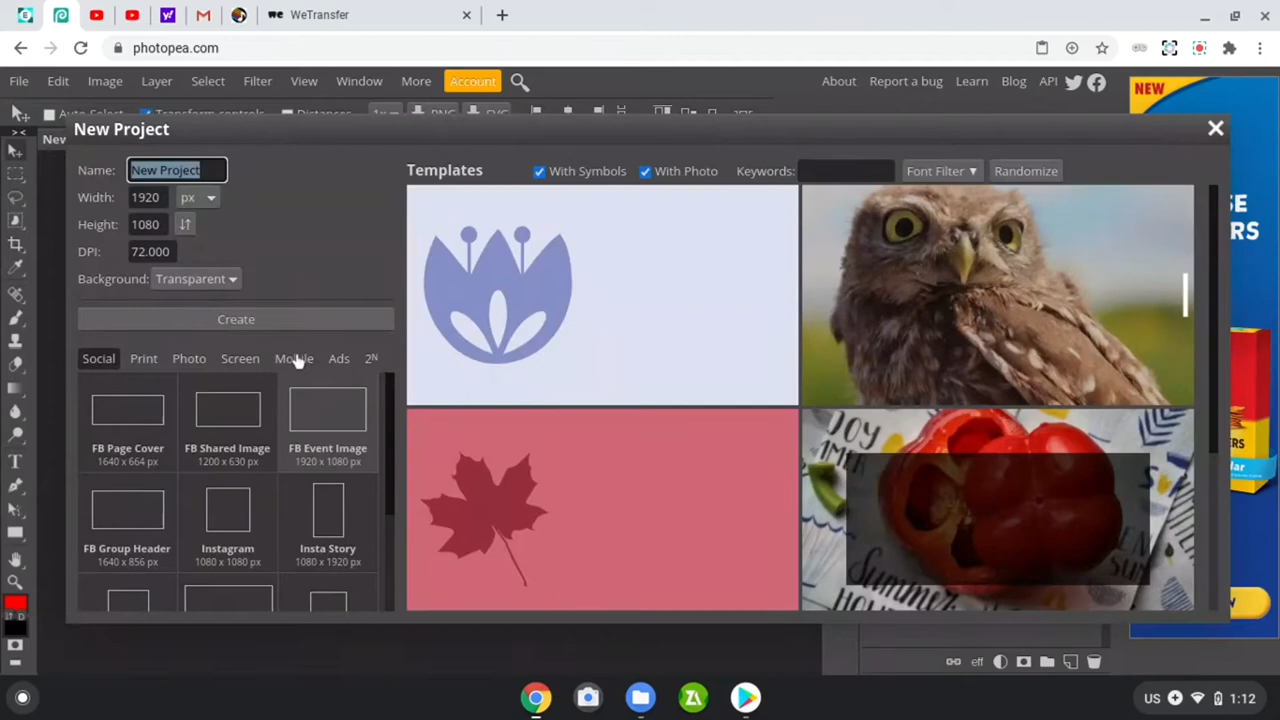 WeTransfer
photopea.com
File Edit Image Layer Select Filter View Window More Account About Report a bug Learn Blog API
NEW
New Project
Name: New Project
Width: 1920 px
Height: 1080
DPI: 72.000
Background: Transparent
Create
Templates With Symbols With Photo Keywords: Font Filter ▼ Randomize
Social Print Photo Screen Mobile Ads 2ᴺ
FB Page Cover FB Shared Image FB Event Image
1640 x 664 px 1200 x 630 px 1920 x 1080 px
FB Group Header Instagram Insta Story
1640 x 856 px 1080 x 1080 px 1080 x 1920 px
Summer
eff
US 1:12